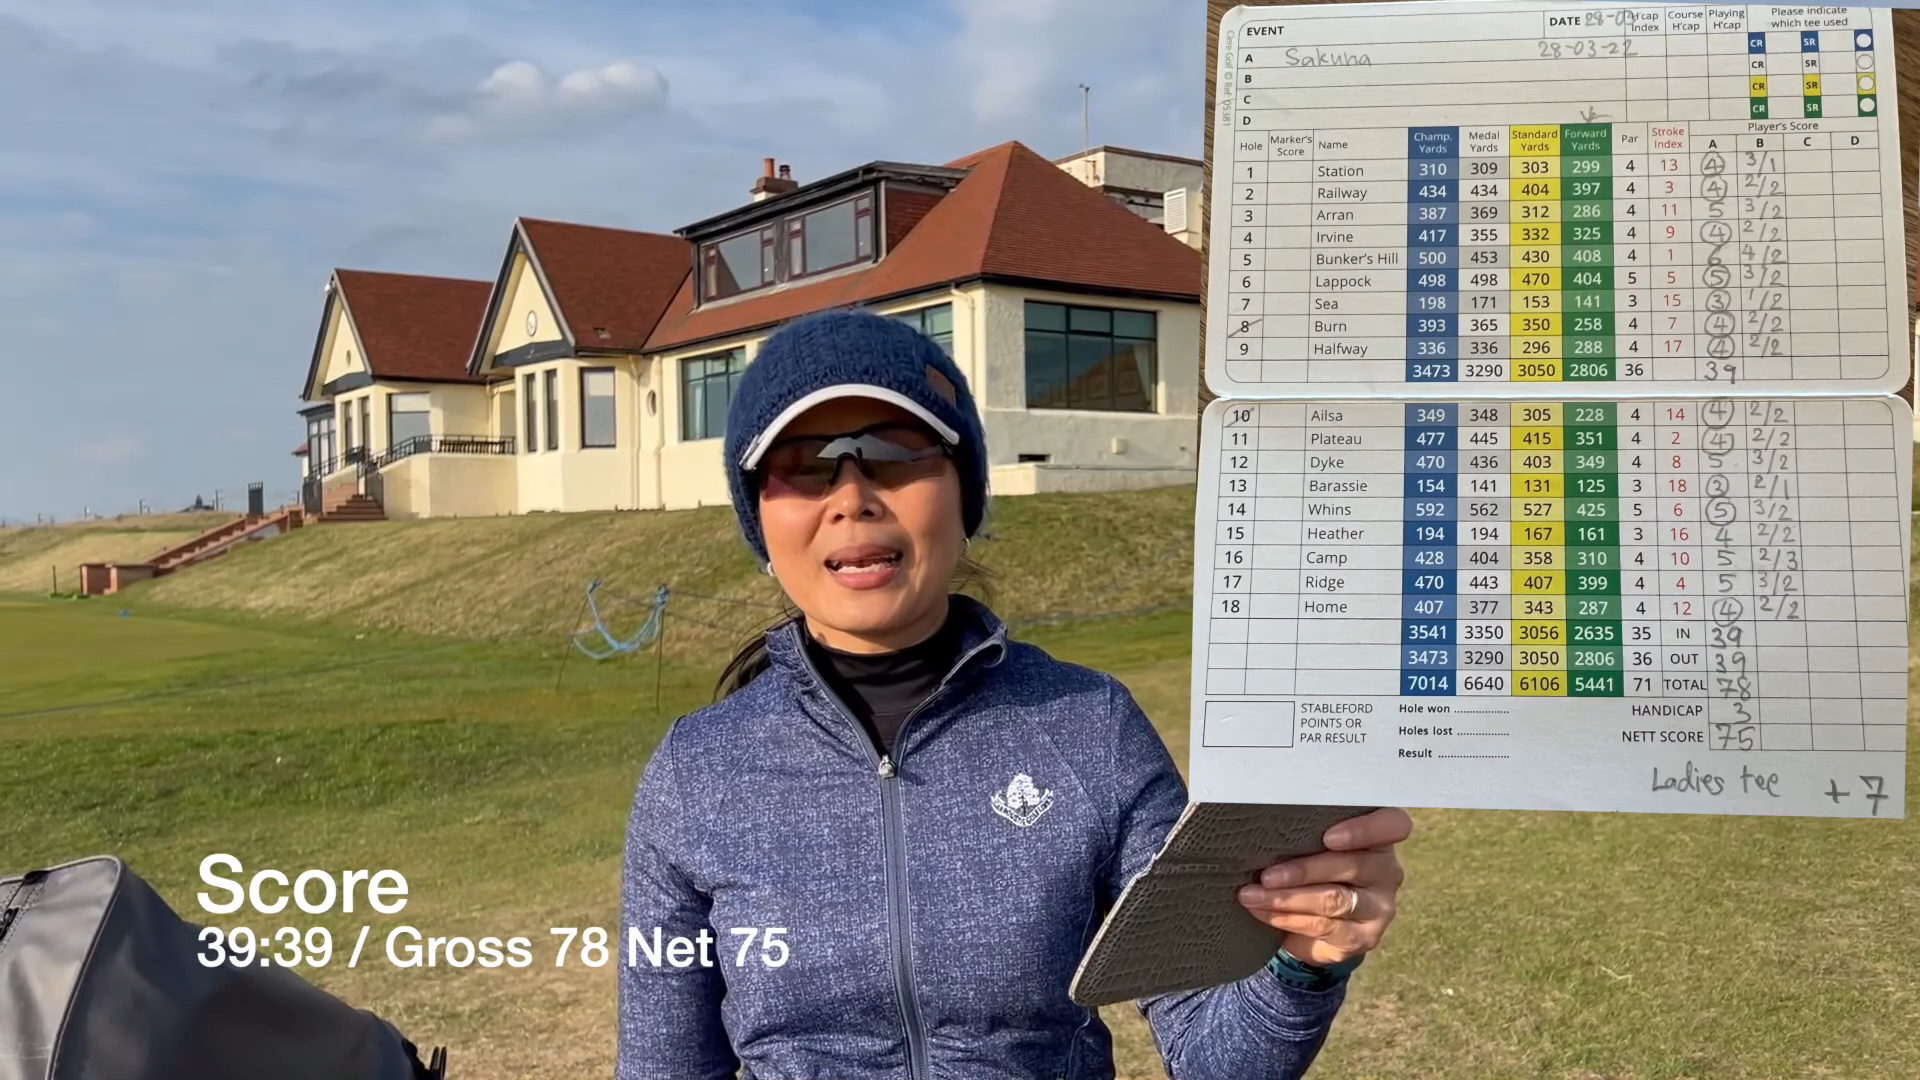 EVENT DATE 28-03 H'cap Index Course H'cap Playing H'cap Please indicate which tee used
A Sakuna 28-03-22 CR SR
B CR SR
C CR SR
D CR SR
Clere Golf © Ref: 05381
Hole Marker's Score Name Champ. Yards Medal Yards Standard Yards Forward Yards Par Stroke Index Player's Score A B C D
1 Station 310 309 303 299 4 13 4 3/1
2 Railway 434 434 404 397 4 3 4 2/2
3 Arran 387 369 312 286 4 11 5 3/2
4 Irvine 417 355 332 325 4 9 4 2/2
5 Bunker's Hill 500 453 430 408 4 1 6 4/2
6 Lappock 498 498 470 404 5 5 5 3/2
7 Sea 198 171 153 141 3 15 3 1/2
8 Burn 393 365 350 258 4 7 4 2/2
9 Halfway 336 336 296 288 4 17 4 2/2
3473 3290 3050 2806 36 39
10 Ailsa 349 348 305 228 4 14 4 2/2
11 Plateau 477 445 415 351 4 2 4 2/2
12 Dyke 470 436 403 349 4 8 5 3/2
13 Barassie 154 141 131 125 3 18 3 2/1
14 Whins 592 562 527 425 5 6 5 3/2
15 Heather 194 194 167 161 3 16 4 2/2
16 Camp 428 404 358 310 4 10 5 2/3
17 Ridge 470 443 407 399 4 4 5 3/2
18 Home 407 377 343 287 4 12 4 2/2
3541 3350 3056 2635 35 IN 39
3473 3290 3050 2806 36 OUT 39
7014 6640 6106 5441 71 TOTAL 78
STABLEFORD POINTS OR PAR RESULT
Hole won ..................
Holes lost ..................
Result ..................
HANDICAP 3
NETT SCORE 75
Ladies tee +7
Score
39:39 / Gross 78 Net 75